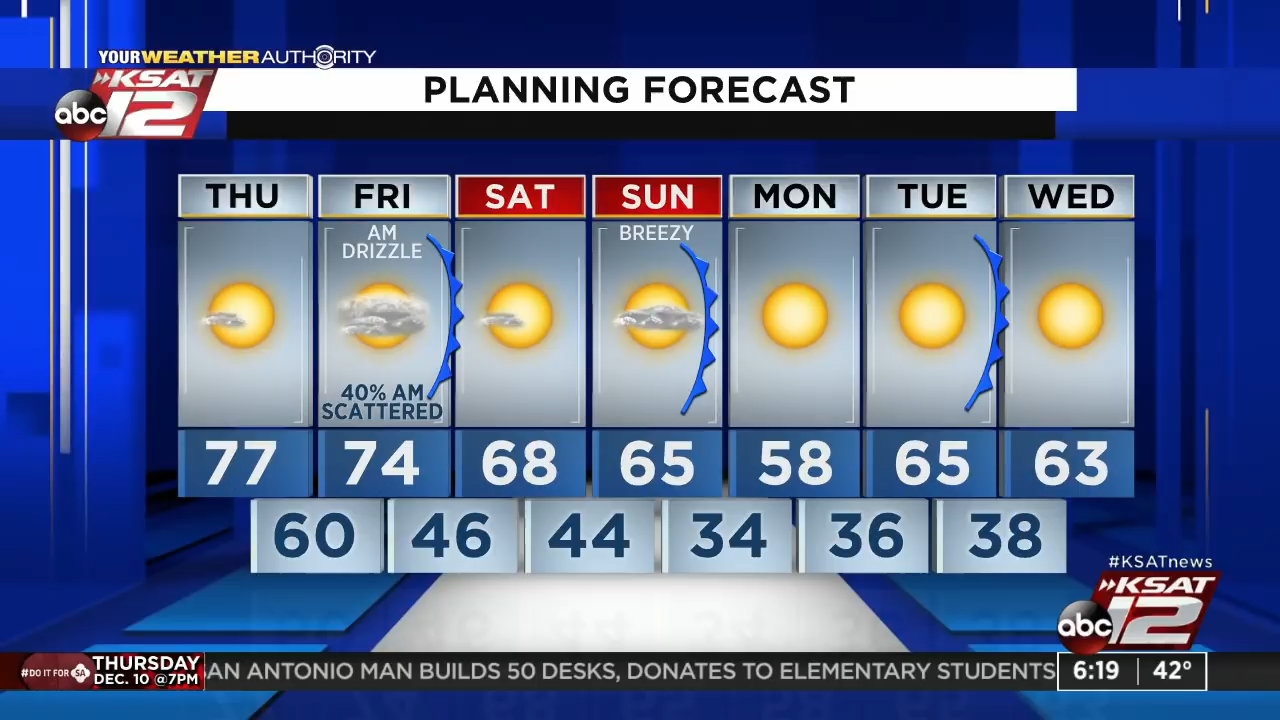 YOURWEATHERAUTHORITY
KSAT
abc 12
PLANNING FORECAST
THU FRI SAT SUN MON TUE WED
AM
DRIZZLE
BREEZY
40% AM
SCATTERED
77 74 68 65 58 65 63
60 46 44 34 36 38
#KSATnews
KSAT
abc 12
#DO IT FOR SA
THURSDAY
DEC. 10 @7PM
AN ANTONIO MAN BUILDS 50 DESKS, DONATES TO ELEMENTARY STUDENTS
6:19 42°